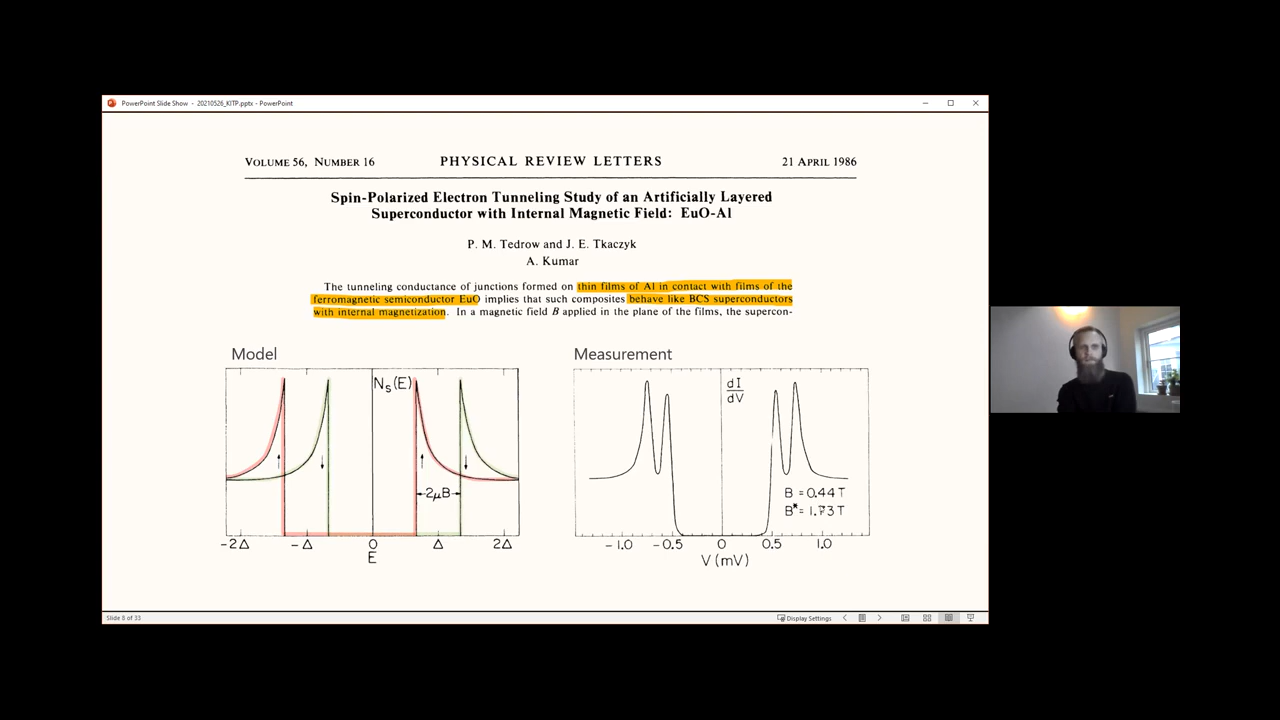 PowerPoint Slide Show - 20210526_KITP.pptx - PowerPoint
VOLUME 56, NUMBER 16 PHYSICAL REVIEW LETTERS 21 APRIL 1986
Spin-Polarized Electron Tunneling Study of an Artificially Layered
Superconductor with Internal Magnetic Field: EuO-Al
P. M. Tedrow and J. E. Tkaczyk
A. Kumar
The tunneling conductance of junctions formed on thin films of Al in contact with films of the
ferromagnetic semiconductor EuO implies that such composites behave like BCS superconductors
with internal magnetization. In a magnetic field B applied in the plane of the films, the supercon-
Model
Nₛ(E)
↑ ↓ ↑ ↓
2μB
-2Δ -Δ 0 Δ 2Δ
E
Measurement
dI
dV
B = 0.44T
B* = 1.73T
-1.0 -0.5 0 0.5 1.0
V (mV)
Slide 8 of 33
Display Settings